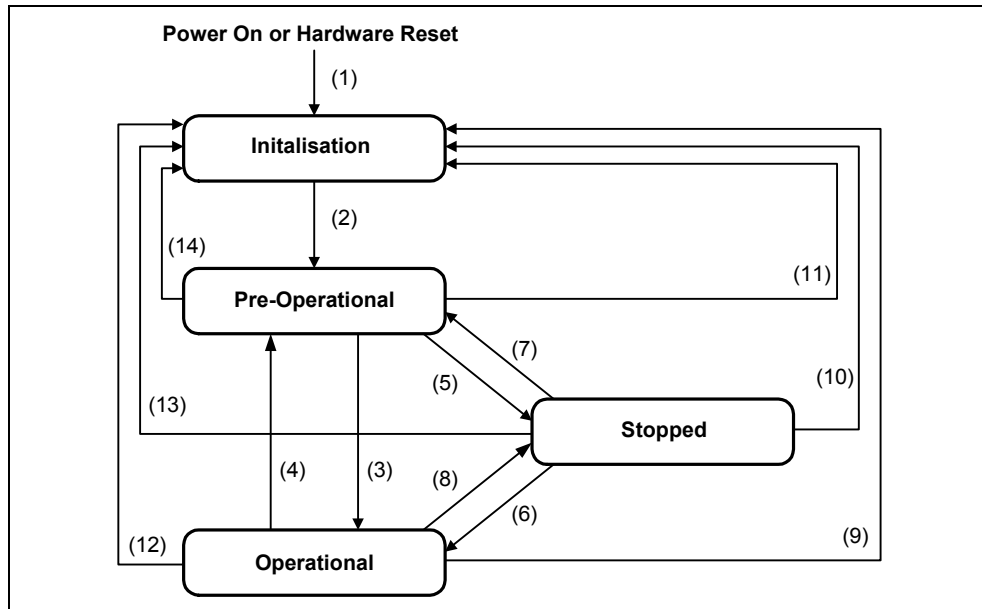 Power On or Hardware Reset
(1)
Initalisation
(2)
(14)
(11)
Pre-Operational
(7)
(5)
(10)
(13)
Stopped
(4)
(3)
(8)
(6)
(12)
(9)
Operational